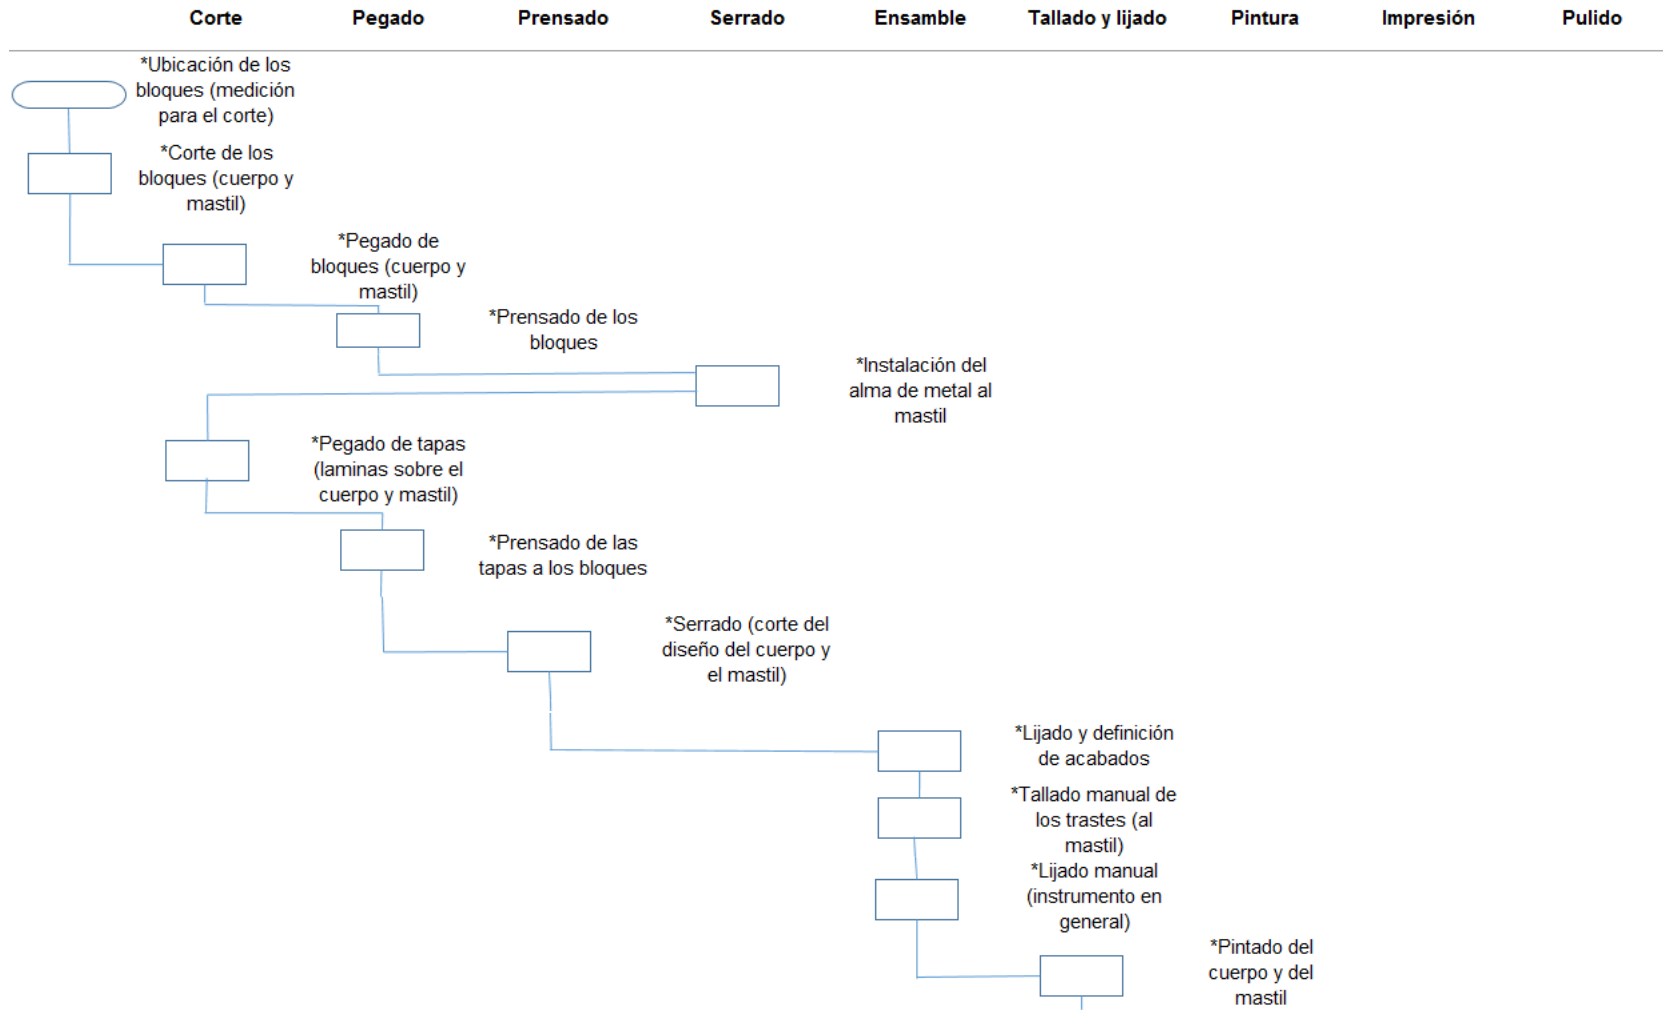 Corte Pegado Prensado Serrado Ensamble Tallado y lijado Pintura Impresión Pulido
*Ubicación de los
bloques (medición
para el corte)
*Corte de los
bloques (cuerpo y
mastil)
*Pegado de
bloques (cuerpo y
mastil)
*Prensado de los
bloques
*Instalación del
alma de metal al
mastil
*Pegado de tapas
(laminas sobre el
cuerpo y mastil)
*Prensado de las
tapas a los bloques
*Serrado (corte del
diseño del cuerpo y
el mastil)
*Lijado y definición
de acabados
*Tallado manual de
los trastes (al
mastil)
*Lijado manual
(instrumento en
general)
*Pintado del
cuerpo y del
mastil